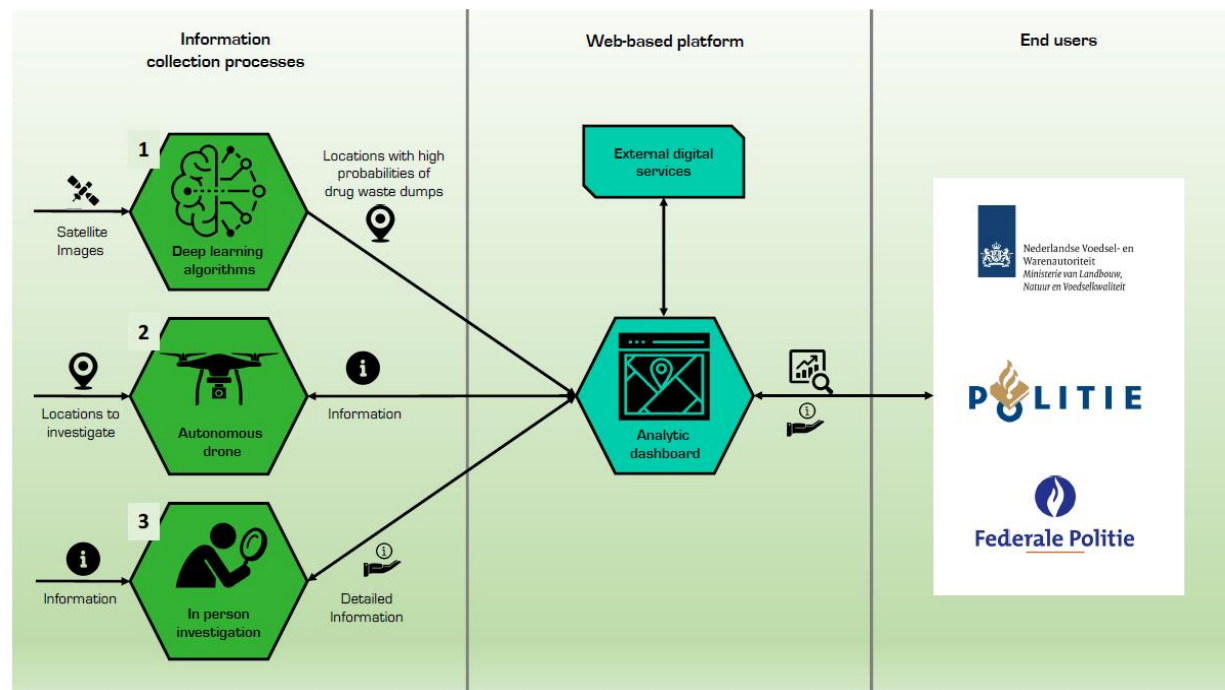 Information
collection processes
Web-based platform
End users
1
Deep learning
algorithms
Satellite
Images
Locations with high
probabilities of
drug waste dumps
2
Autonomous
drone
Locations to
investigate
i
Information
3
In person
investigation
i
Information
i
Detailed
Information
External digital
services
Analytic
dashboard
i
Nederlandse Voedsel- en
Warenautoriteit
Ministerie van Landbouw,
Natuur en Voedselkwaliteit
POLITIE
Federale Politie